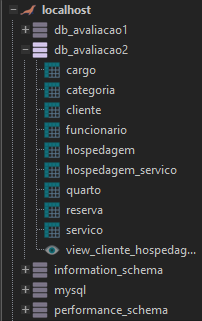 localhost
db_avaliacao1
db_avaliacao2
cargo
categoria
cliente
funcionario
hospedagem
hospedagem_servico
quarto
reserva
servico
view_cliente_hospedag...
information_schema
mysql
performance_schema